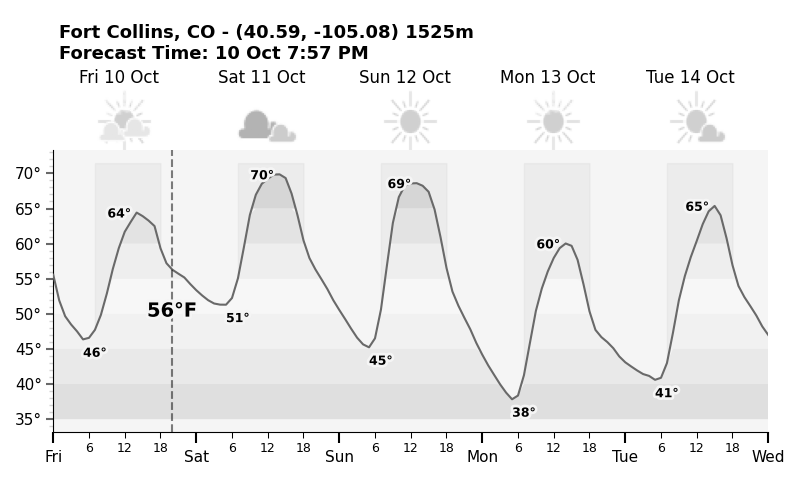 Fort Collins, CO - (40.59, -105.08) 1525m
Forecast Time: 10 Oct 7:57 PM
Fri 10 Oct Sat 11 Oct Sun 12 Oct Mon 13 Oct Tue 14 Oct
70°
65°
60°
55°
50°
45°
40°
35°
64° 70° 69° 60° 65°
56°F
46° 51° 45° 38° 41°
6 12 18 6 12 18 6 12 18 6 12 18 6 12 18
Fri Sat Sun Mon Tue Wed